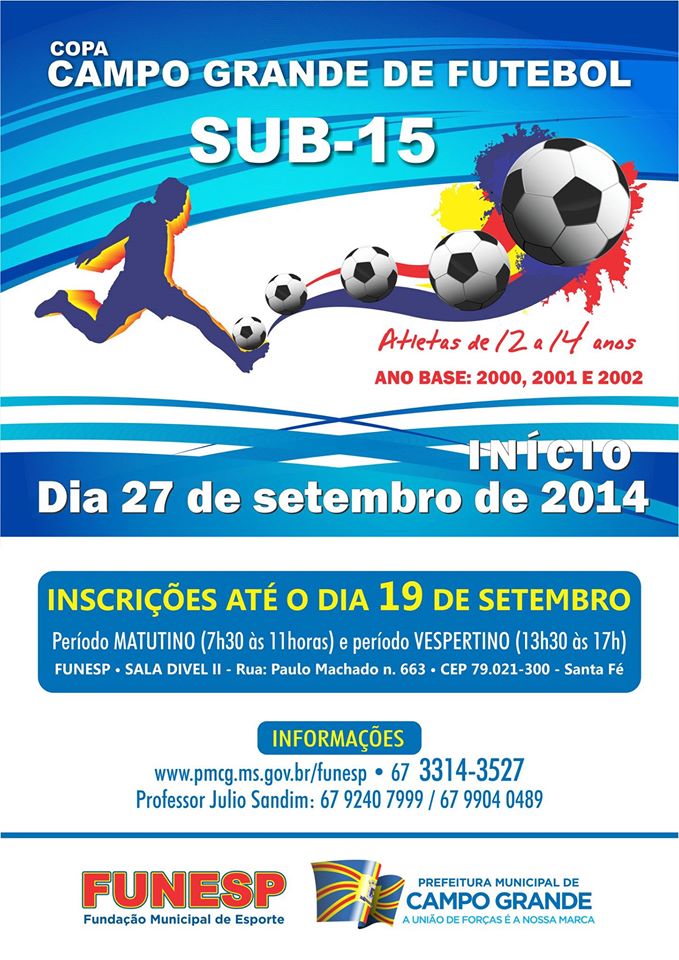 COPA
CAMPO GRANDE DE FUTEBOL
SUB-15
Atletas de 12 a 14 anos
ANO BASE: 2000, 2001 E 2002
INÍCIO
Dia 27 de setembro de 2014
INSCRIÇÕES ATÉ O DIA 19 DE SETEMBRO
Período MATUTINO (7h30 às 11horas) e período VESPERTINO (13h30 às 17h)
FUNESP • SALA DIVEL II - Rua: Paulo Machado n. 663 • CEP 79.021-300 - Santa Fé
INFORMAÇÕES
www.pmcg.ms.gov.br/funesp • 67 3314-3527
Professor Julio Sandim: 67 9240 7999 / 67 9904 0489
FUNESP
Fundação Municipal de Esporte
PREFEITURA MUNICIPAL DE
CAMPO GRANDE
A UNIÃO DE FORÇAS É A NOSSA MARCA